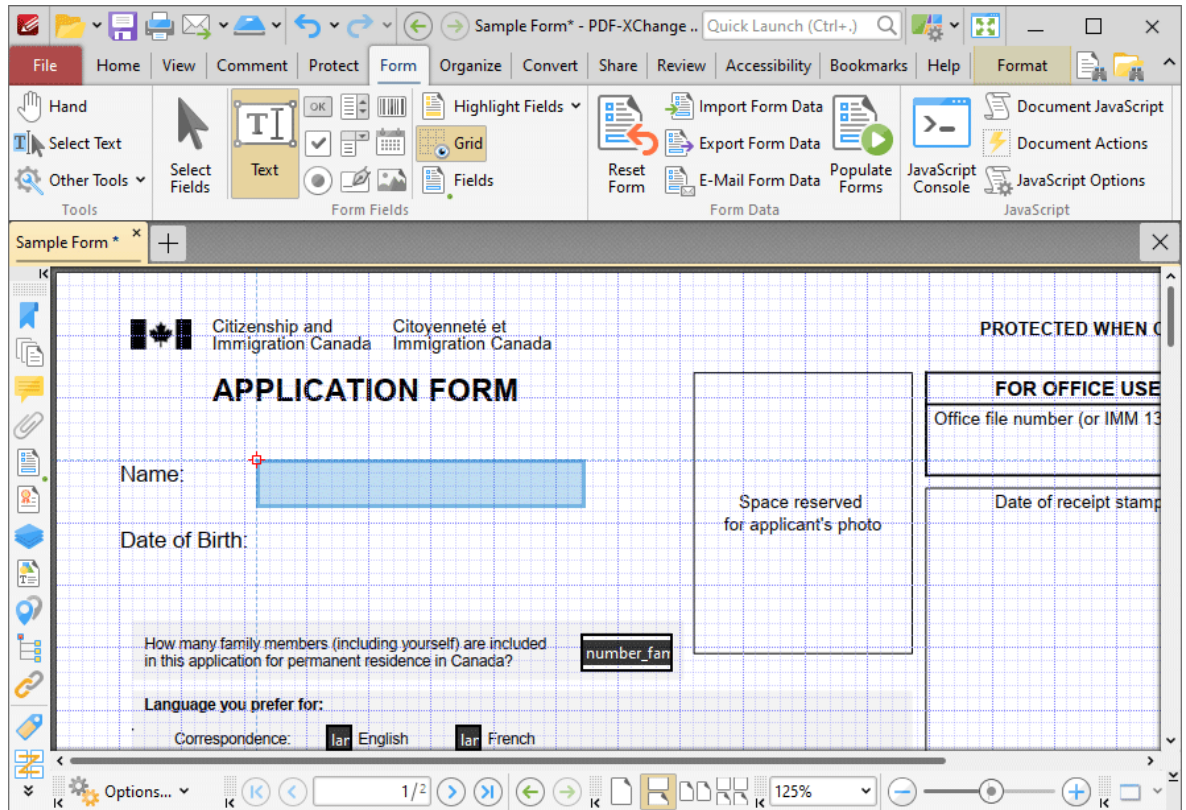 Sample Form* - PDF-XChange ..
Quick Launch (Ctrl+.)
File Home View Comment Protect Form Organize Convert Share Review Accessibility Bookmarks Help Format
Hand
Select Text
Other Tools
Tools
Select Fields
Text
OK
Highlight Fields
Grid
Fields
Form Fields
Reset Form
Import Form Data
Export Form Data
E-Mail Form Data
Populate Forms
Form Data
JavaScript Console
Document JavaScript
Document Actions
JavaScript Options
JavaScript
Sample Form *
Citizenship and
Immigration Canada
Citoyenneté et
Immigration Canada
PROTECTED WHEN
APPLICATION FORM
FOR OFFICE USE
Office file number (or IMM 13
Name:
Space reserved
for applicant's photo
Date of receipt stamp
Date of Birth:
How many family members (including yourself) are included
in this application for permanent residence in Canada?
number_fam
Language you prefer for:
Correspondence: lar English lar French
Options...
1/2
125%